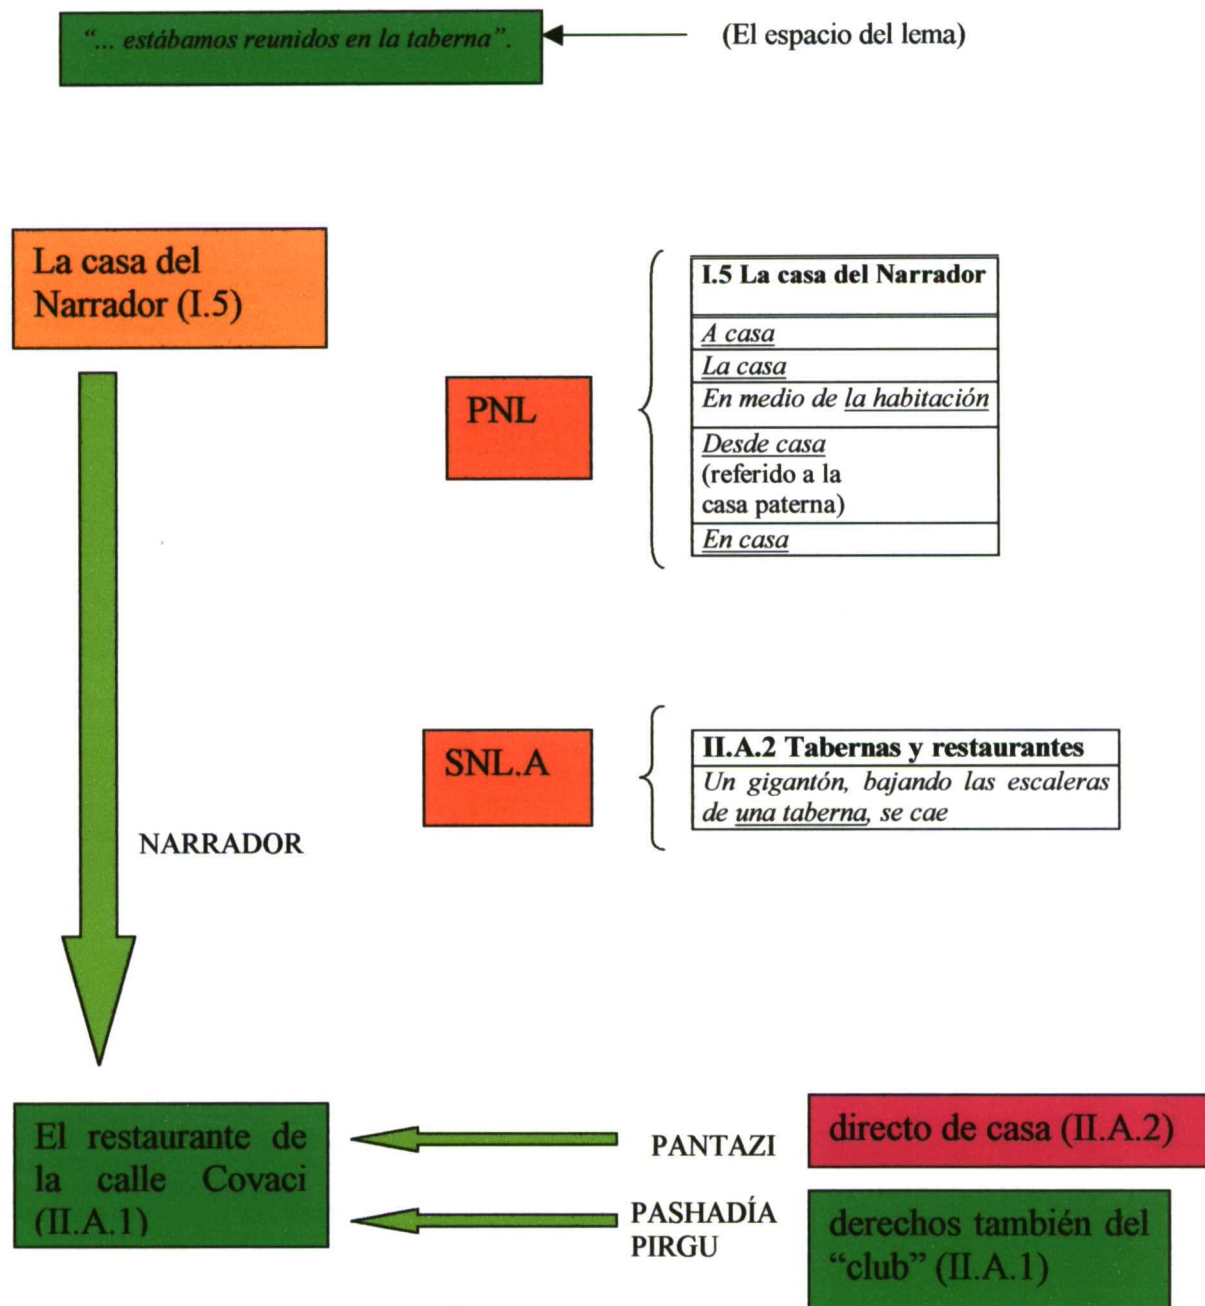 “... estábamos reunidos en la taberna”.
(El espacio del lema)
La casa del
Narrador (I.5)
PNL
I.5 La casa del Narrador
A casa
La casa
En medio de la habitación
Desde casa
(referido a la
casa paterna)
En casa
SNL.A
II.A.2 Tabernas y restaurantes
Un gigantón, bajando las escaleras
de una taberna, se cae
NARRADOR
El restaurante de
la calle Covaci
(II.A.1)
PANTAZI
directo de casa (II.A.2)
PASHADÍA
PIRGU
derechos también del
“club” (II.A.1)